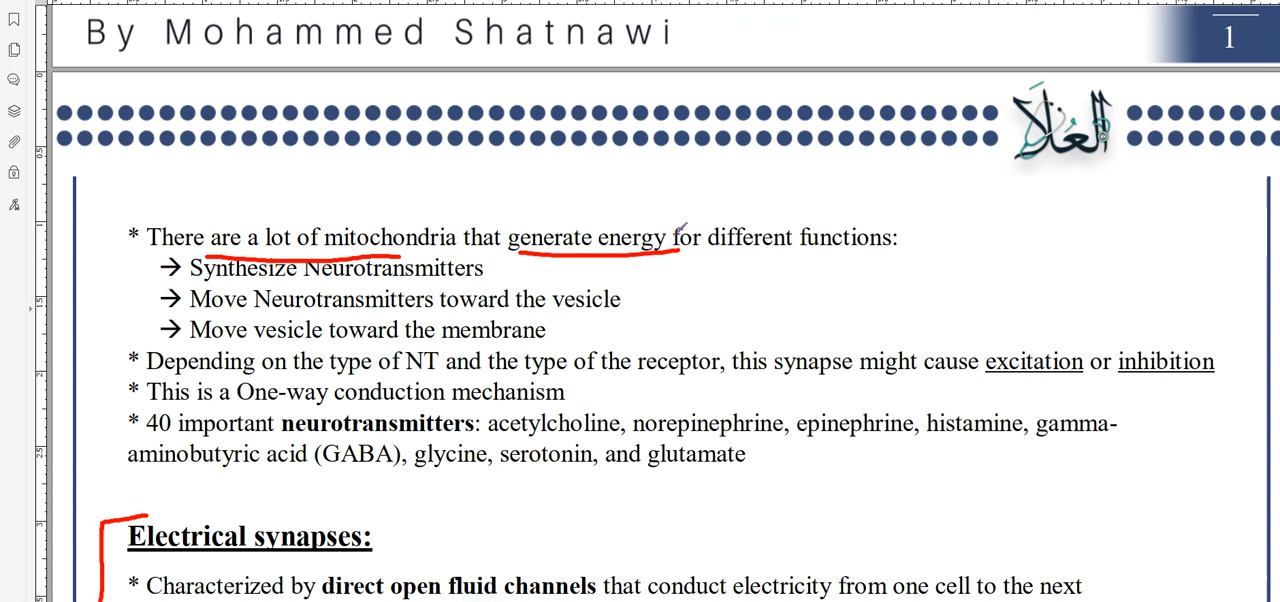 By Mohammed Shatnawi
1
العلا
* There are a lot of mitochondria that generate energy for different functions:
→ Synthesize Neurotransmitters
→ Move Neurotransmitters toward the vesicle
→ Move vesicle toward the membrane
* Depending on the type of NT and the type of the receptor, this synapse might cause excitation or inhibition
* This is a One-way conduction mechanism
* 40 important neurotransmitters: acetylcholine, norepinephrine, epinephrine, histamine, gamma-
aminobutyric acid (GABA), glycine, serotonin, and glutamate
Electrical synapses:
* Characterized by direct open fluid channels that conduct electricity from one cell to the next